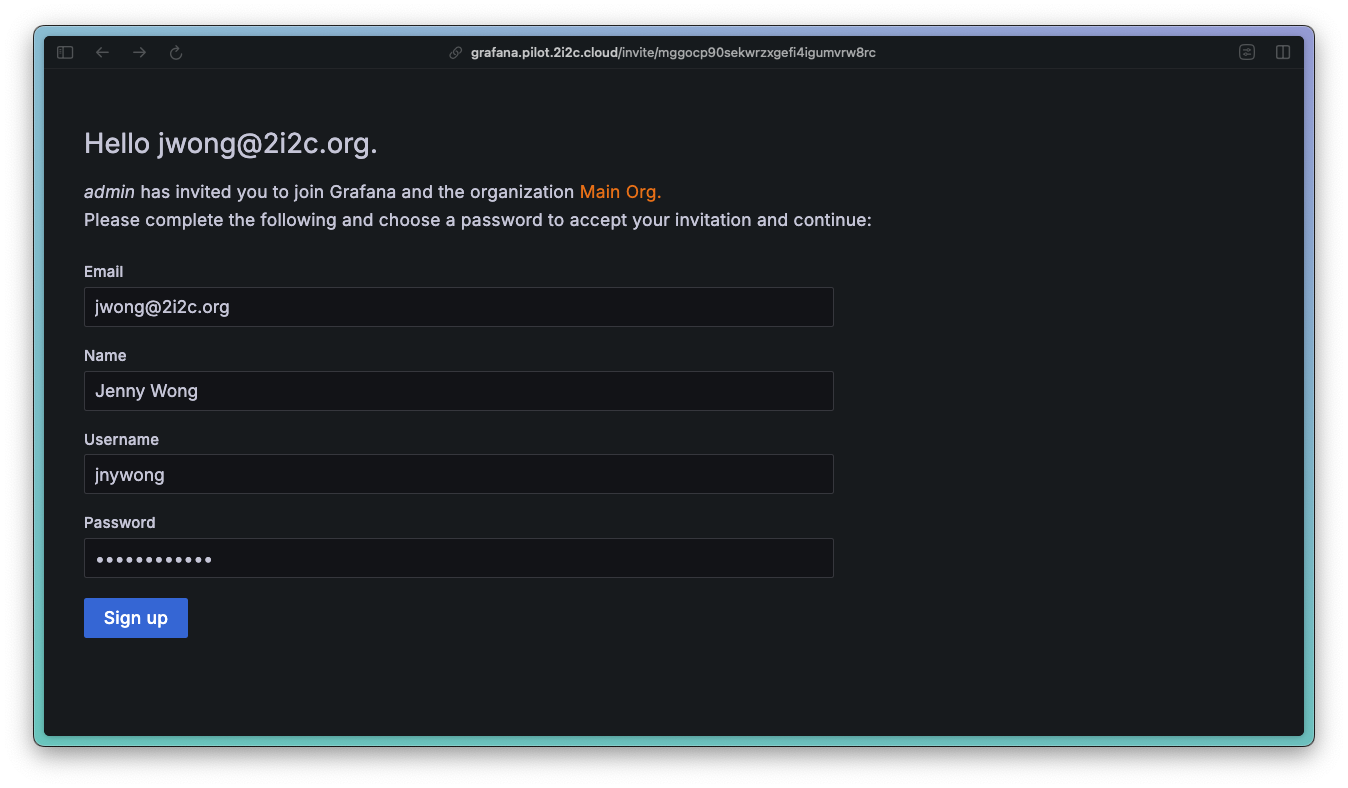 grafana.pilot.2i2c.cloud/invite/mggocp90sekwrzxgefi4igumvrw8rc
Hello jwong@2i2c.org.
admin has invited you to join Grafana and the organization Main Org.
Please complete the following and choose a password to accept your invitation and continue:
Email
jwong@2i2c.org
Name
Jenny Wong
Username
jnywong
Password
••••••••••••
Sign up